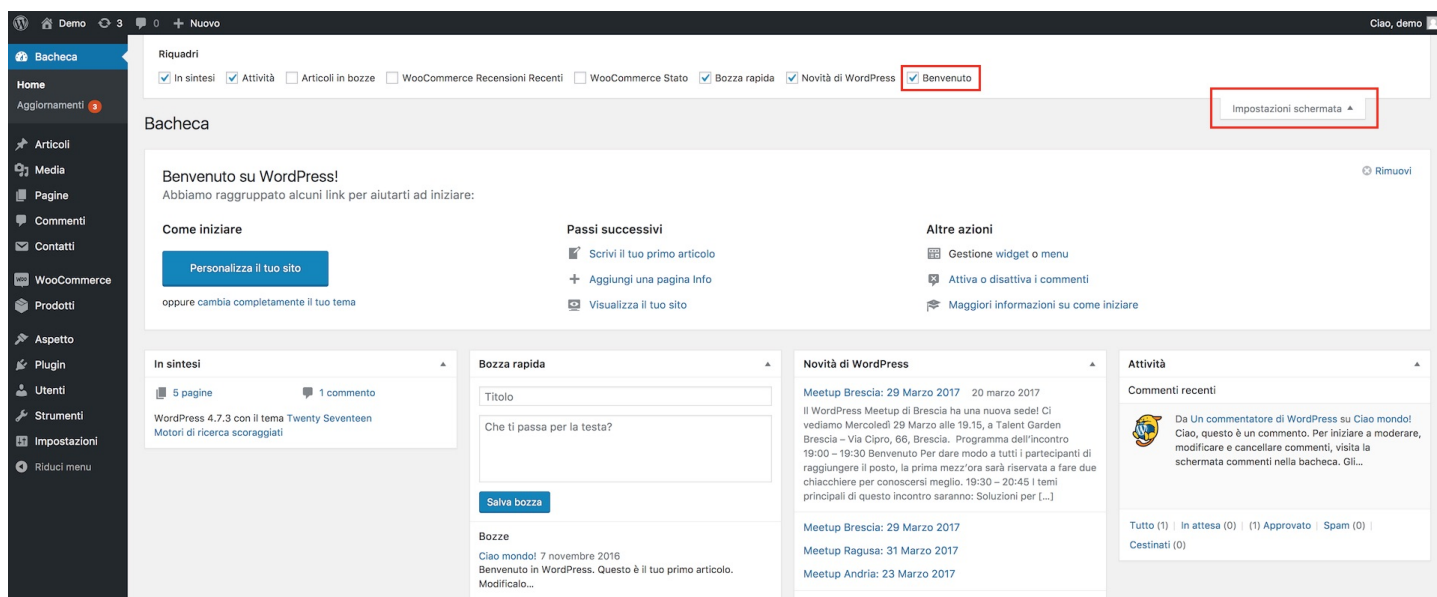 Demo 3 0 + Nuovo Ciao, demo
Bacheca
Home
Aggiornamenti 3
Articoli
Media
Pagine
Commenti
Contatti
WooCommerce
Prodotti
Aspetto
Plugin
Utenti
Strumenti
Impostazioni
Riduci menu
Riquadri
In sintesi Attività Articoli in bozze WooCommerce Recensioni Recenti WooCommerce Stato Bozza rapida Novità di WordPress Benvenuto
Impostazioni schermata
Bacheca
Benvenuto su WordPress!
Rimuovi
Abbiamo raggruppato alcuni link per aiutarti ad iniziare:
Come iniziare
Personalizza il tuo sito
oppure cambia completamente il tuo tema
Passi successivi
Scrivi il tuo primo articolo
Aggiungi una pagina Info
Visualizza il tuo sito
Altre azioni
Gestione widget o menu
Attiva o disattiva i commenti
Maggiori informazioni su come iniziare
In sintesi
5 pagine 1 commento
WordPress 4.7.3 con il tema Twenty Seventeen
Motori di ricerca scoraggiati
Bozza rapida
Titolo
Che ti passa per la testa?
Salva bozza
Bozze
Ciao mondo! 7 novembre 2016
Benvenuto in WordPress. Questo è il tuo primo articolo.
Modificalo...
Novità di WordPress
Meetup Brescia: 29 Marzo 2017 20 marzo 2017
Il WordPress Meetup di Brescia ha una nuova sede! Ci
vediamo Mercoledì 29 Marzo alle 19.15, a Talent Garden
Brescia – Via Cipro, 66, Brescia. Programma dell'incontro
19:00 – 19:30 Benvenuto Per dare modo a tutti i partecipanti di
raggiungere il posto, la prima mezz'ora sarà riservata a fare due
chiacchiere per conoscersi meglio. 19:30 – 20:45 I temi
principali di questo incontro saranno: Soluzioni per [...]
Meetup Brescia: 29 Marzo 2017
Meetup Ragusa: 31 Marzo 2017
Meetup Andria: 23 Marzo 2017
Attività
Commenti recenti
Da Un commentatore di WordPress su Ciao mondo!
Ciao, questo è un commento. Per iniziare a moderare,
modificare e cancellare commenti, visita la
schermata commenti nella bacheca. Gli...
Tutto (1) | In attesa (0) | (1) Approvato | Spam (0) |
Cestinati (0)